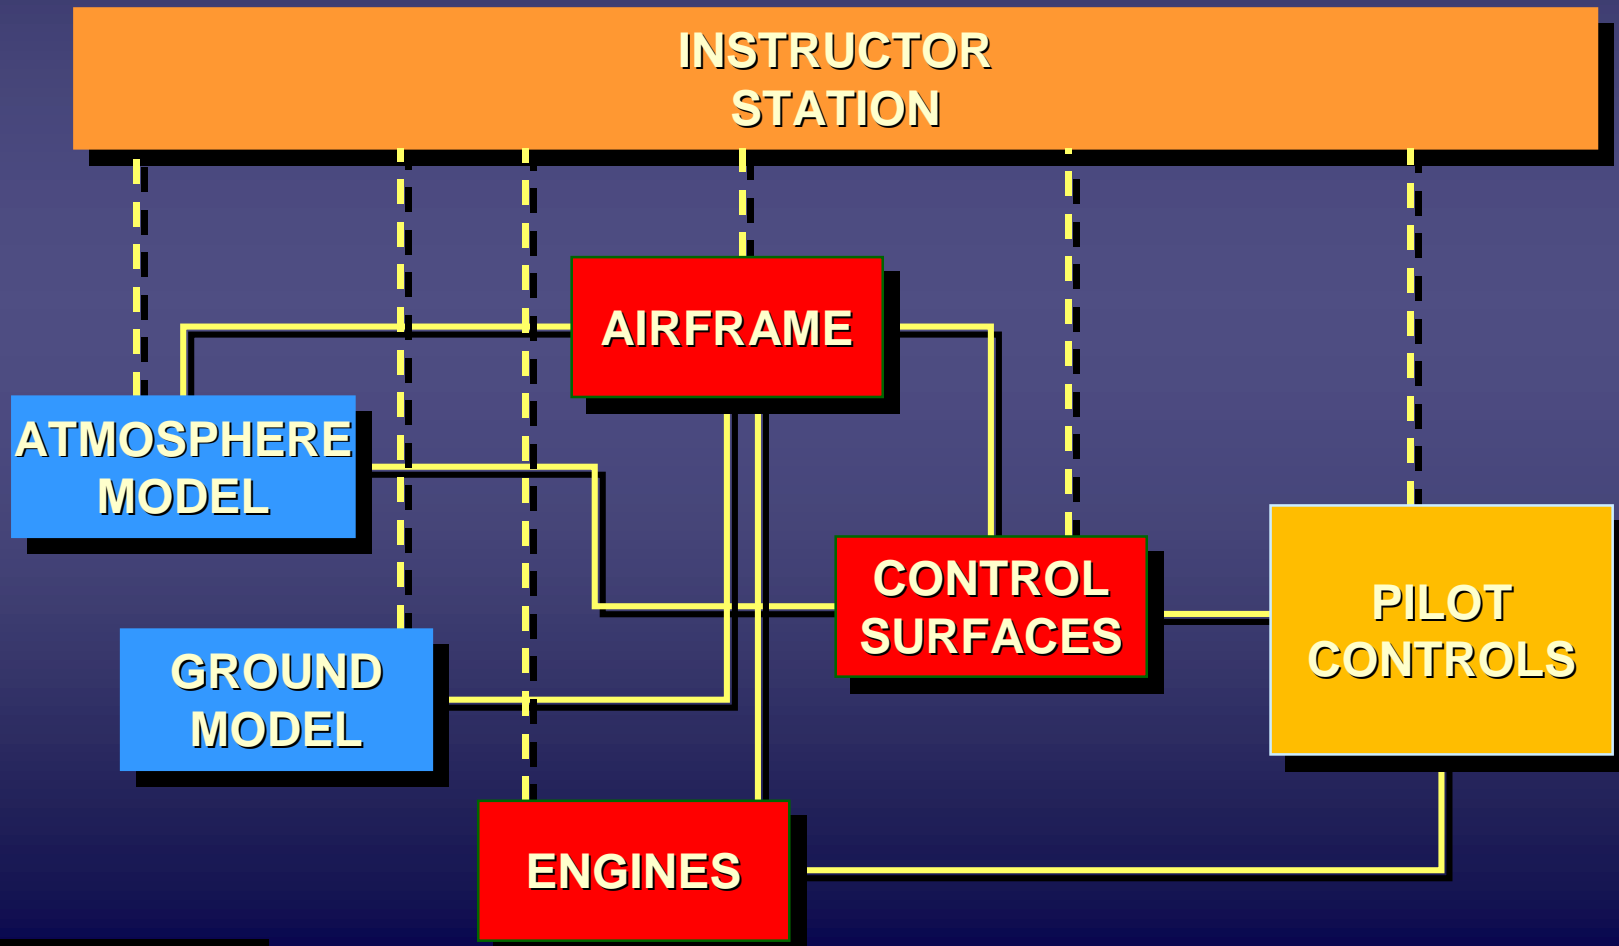 INSTRUCTOR
STATION
AIRFRAME
ATMOSPHERE
MODEL
CONTROL
SURFACES
PILOT
CONTROLS
GROUND
MODEL
ENGINES